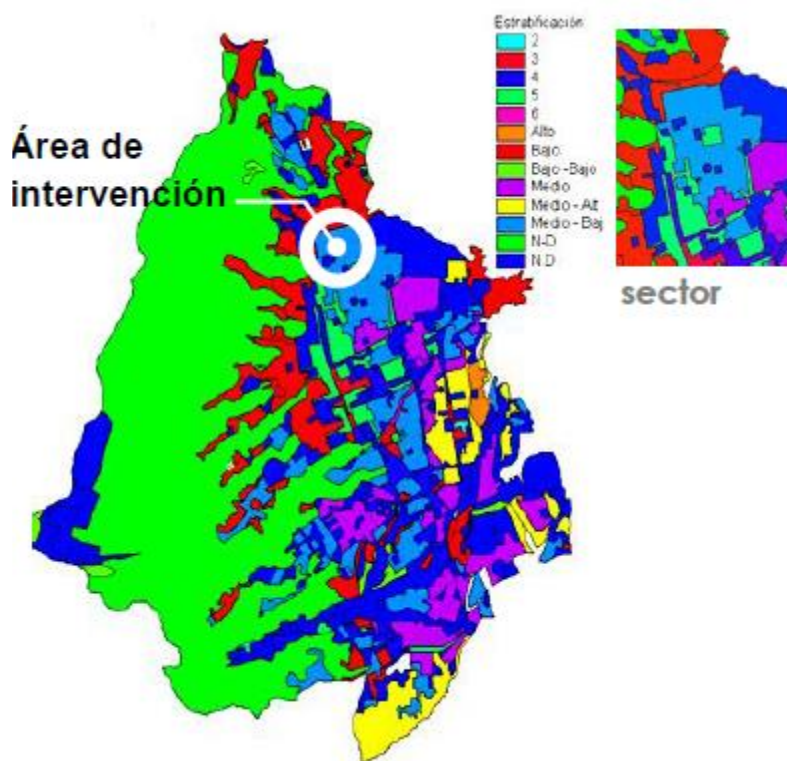 Estratificación
2
3
4
5
6
Alto
Bajo
Bajo -Bajo
Medio
Medio - Alt
Medio - Baj
N-D
N.D
Área de
intervención
sector